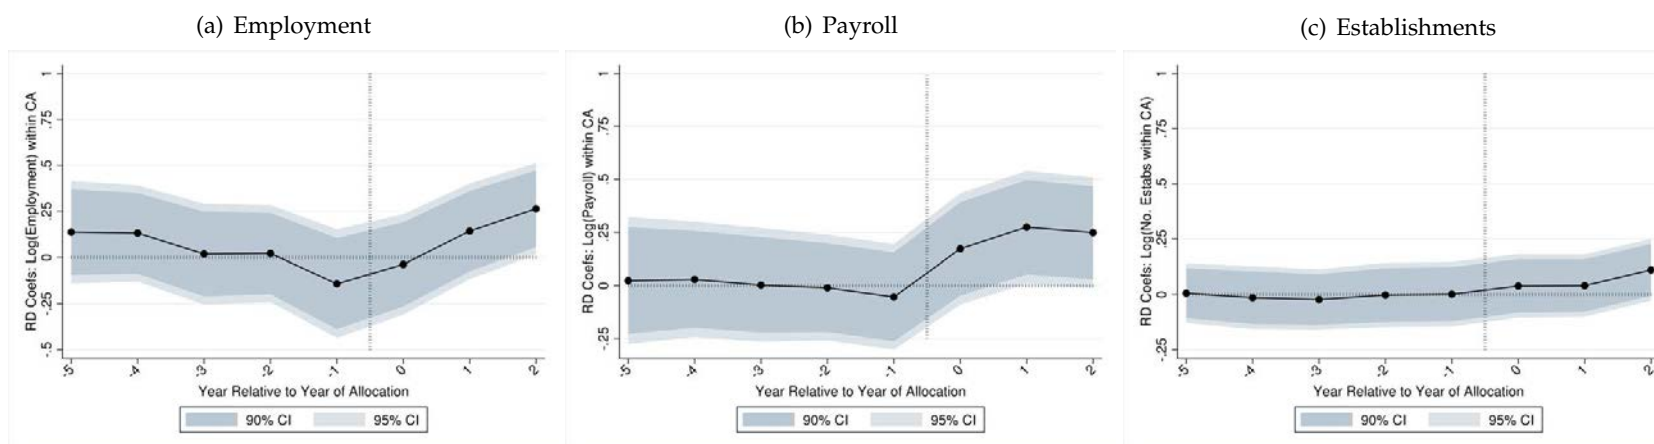 (a) Employment
RD Coefs: Log(Employment) within CA
1
.75
.5
.25
0
-.25
-.5
-5 -4 -3 -2 -1 0 1 2
Year Relative to Year of Allocation
90% CI 95% CI
(b) Payroll
RD Coefs: Log(Payroll) within CA)
1
.75
.5
.25
0
-.25
-5 -4 -3 -2 -1 0 1 2
Year Relative to Year of Allocation
90% CI 95% CI
(c) Establishments
RD Coefs: Log(No. Estabs within CA)
1
.75
.5
.25
0
-.25
-5 -4 -3 -2 -1 0 1 2
Year Relative to Year of Allocation
90% CI 95% CI